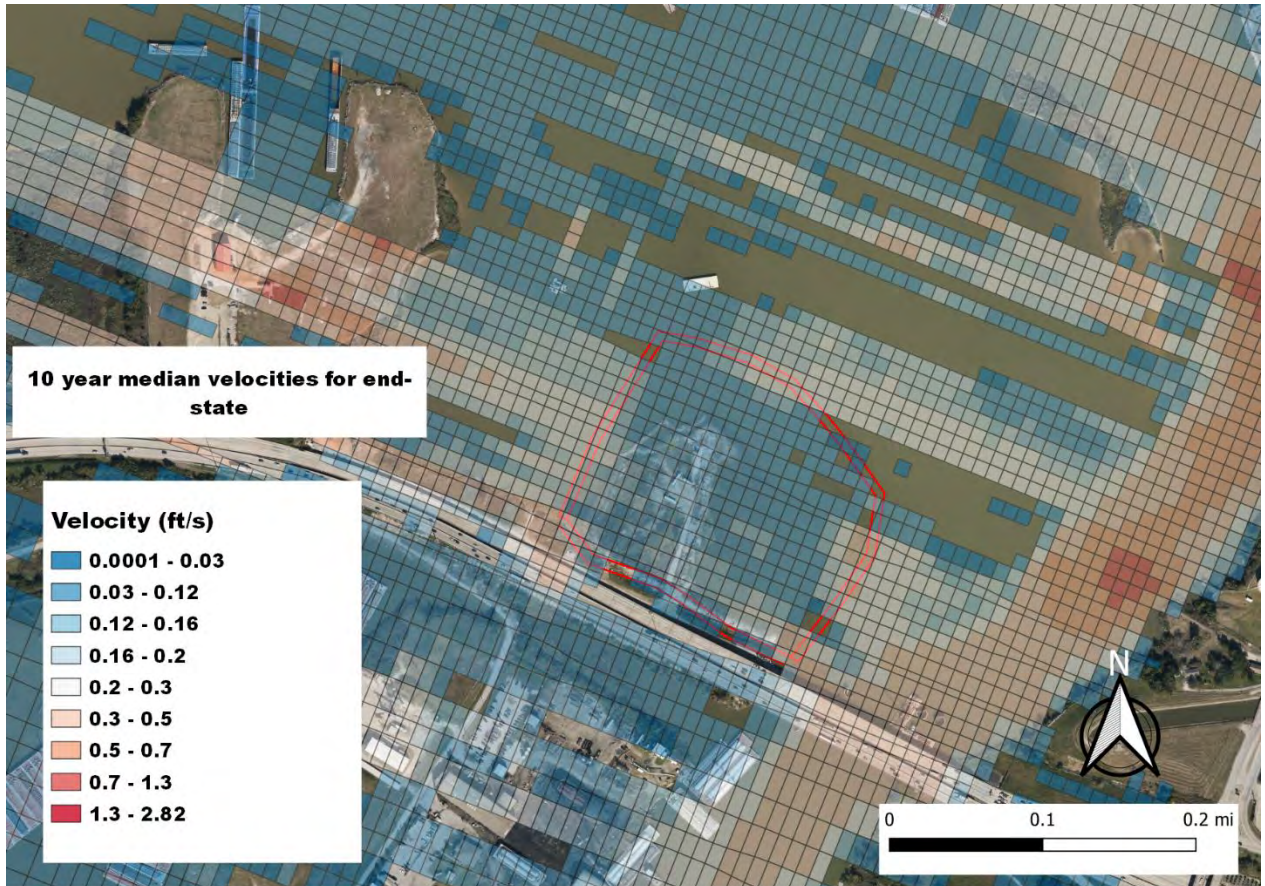 10 year median velocities for end-
state
Velocity (ft/s)
0.0001 - 0.03
0.03 - 0.12
0.12 - 0.16
0.16 - 0.2
0.2 - 0.3
0.3 - 0.5
0.5 - 0.7
0.7 - 1.3
1.3 - 2.82
N
0 0.1 0.2 mi